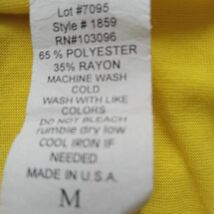 Lot #7095
Style # 1859
RN#103096
65 % POLYESTER
35% RAYON
MACHINE WASH
COLD
WASH WITH LIKE
COLORS
DO NOT BLEACH
rumble dry low
COOL IRON IF
NEEDED
MADE IN U.S.A.
M